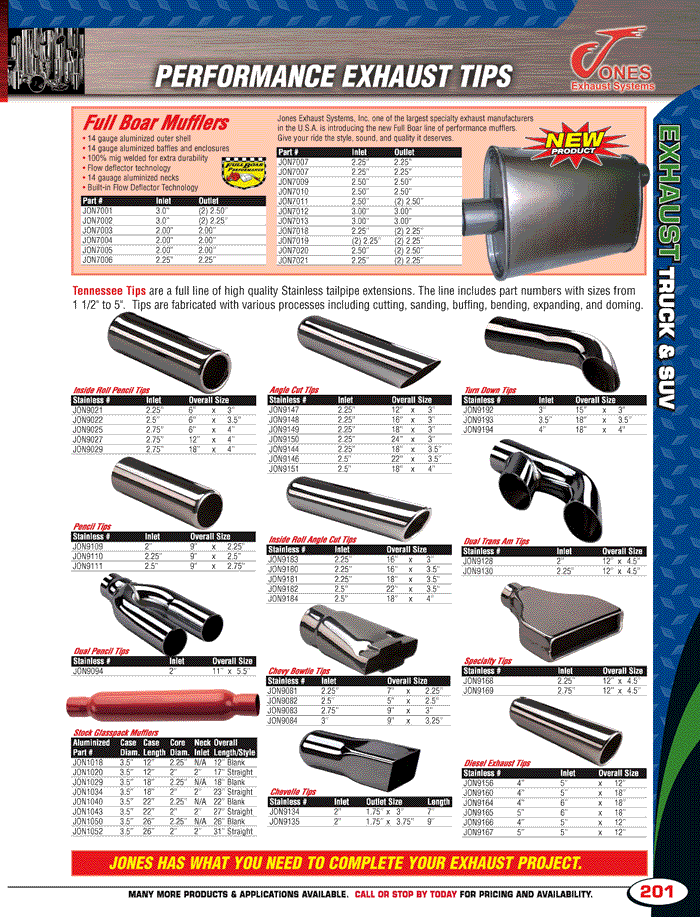 PERFORMANCE EXHAUST TIPS
JONES
Exhaust Systems
Full Boar Mufflers
• 14 gauge aluminized outer shell
• 14 gauge aluminized baffles and enclosures
• 100% mig welded for extra durability
• Flow deflector technology
• 14 gauage aluminized necks
• Built-in Flow Deflector Technology
FULL BOAR
PERFORMANCE
Part # Inlet Outlet
JON7001 3.0" (2) 2.50"
JON7002 3.0" (2) 2.25"
JON7003 2.00" 2.00"
JON7004 2.00" 2.00"
JON7005 2.00" 2.00"
JON7006 2.25" 2.25"
Jones Exhaust Systems, Inc. one of the largest specialty exhaust manufacturers
in the U.S.A. is introducing the new Full Boar line of performance mufflers.
Give your ride the style, sound, and quality it deserves.
Part # Inlet Outlet
JON7007 2.25" 2.25"
JON7007 2.25" 2.25"
JON7009 2.50" 2.50"
JON7010 2.50" 2.50"
JON7011 2.50" (2) 2.50"
JON7012 3.00" 3.00"
JON7013 3.00" 3.00"
JON7018 2.25" (2) 2.25"
JON7019 (2) 2.25" (2) 2.25"
JON7020 2.50" (2) 2.50"
JON7021 2.25" (2) 2.25"
NEW
PRODUCT
EXHAUST TRUCK & SUV
Tennessee Tips are a full line of high quality Stainless tailpipe extensions. The line includes part numbers with sizes from
1 1/2" to 5". Tips are fabricated with various processes including cutting, sanding, buffing, bending, expanding, and doming.
Inside Roll Pencil Tips
Stainless # Inlet Overall Size
JON9021 2.25" 6" x 3"
JON9022 2.5" 6" x 3.5"
JON9025 2.75" 6" x 4"
JON9027 2.75" 12" x 4"
JON9029 2.75" 18" x 4"
Angle Cut Tips
Stainless # Inlet Overall Size
JON9147 2.25" 12" x 3"
JON9148 2.25" 16" x 3"
JON9149 2.25" 18" x 3"
JON9150 2.25" 24" x 3"
JON9144 2.25" 18" x 3.5"
JON9146 2.5" 22" x 3.5"
JON9151 2.5" 18" x 4"
Turn Down Tips
Stainless # Inlet Overall Size
JON9192 3" 15" x 3"
JON9193 3.5" 18" x 3.5"
JON9194 4" 18" x 4"
Pencil Tips
Stainless # Inlet Overall Size
JON9109 2" 9" x 2.25"
JON9110 2.25" 9" x 2.5"
JON9111 2.5" 9" x 2.75"
Inside Roll Angle Cut Tips
Stainless # Inlet Overall Size
JON9183 2.25" 16" x 3"
JON9180 2.25" 16" x 3.5"
JON9181 2.25" 18" x 3.5"
JON9182 2.5" 22" x 3.5"
JON9184 2.5" 18" x 4"
Dual Trans Am Tips
Stainless # Inlet Overall Size
JON9128 2" 12" x 4.5"
JON9130 2.25" 12" x 4.5"
Dual Pencil Tips
Stainless # Inlet Overall Size
JON9094 2" 11" x 5.5"
Chevy Bowtie Tips
Stainless # Inlet Overall Size
JON9081 2.25" 7" x 2.25"
JON9082 2.5" 5" x 2.5"
JON9083 2.75" 9" x 3"
JON9084 3" 9" x 3.25"
Specialty Tips
Stainless # Inlet Overall Size
JON9168 2.25" 12" x 4.5"
JON9169 2.75" 12" x 4.5"
Stock Glasspack Mufflers
Aluminized Case Case Core Neck Overall
Part # Diam. Length Diam. Inlet Length/Style
JON1018 3.5" 12" 2.25" N/A 12" Blank
JON1020 3.5" 12" 2" 2" 17" Straight
JON1029 3.5" 18" 2.25" N/A 18" Blank
JON1034 3.5" 18" 2" 2" 23" Straight
JON1040 3.5" 22" 2.25" N/A 22" Blank
JON1043 3.5" 22" 2" 2" 27" Straight
JON1050 3.5" 26" 2.25" N/A 26" Blank
JON1052 3.5" 26" 2" 2" 31" Straight
Chevelle Tips
Stainless # Inlet Outlet Size Length
JON9134 2" 1.75" x 3" 7"
JON9135 2" 1.75" x 3.75" 9"
Diesel Exhaust Tips
Stainless # Inlet Overall Size
JON9156 4" 5" x 12"
JON9160 4" 5" x 18"
JON9164 4" 6" x 18"
JON9165 5" 6" x 18"
JON9166 4" 5" x 12"
JON9167 5" 5" x 12"
JONES HAS WHAT YOU NEED TO COMPLETE YOUR EXHAUST PROJECT.
MANY MORE PRODUCTS & APPLICATIONS AVAILABLE. CALL OR STOP BY TODAY FOR PRICING AND AVAILABILITY.
201